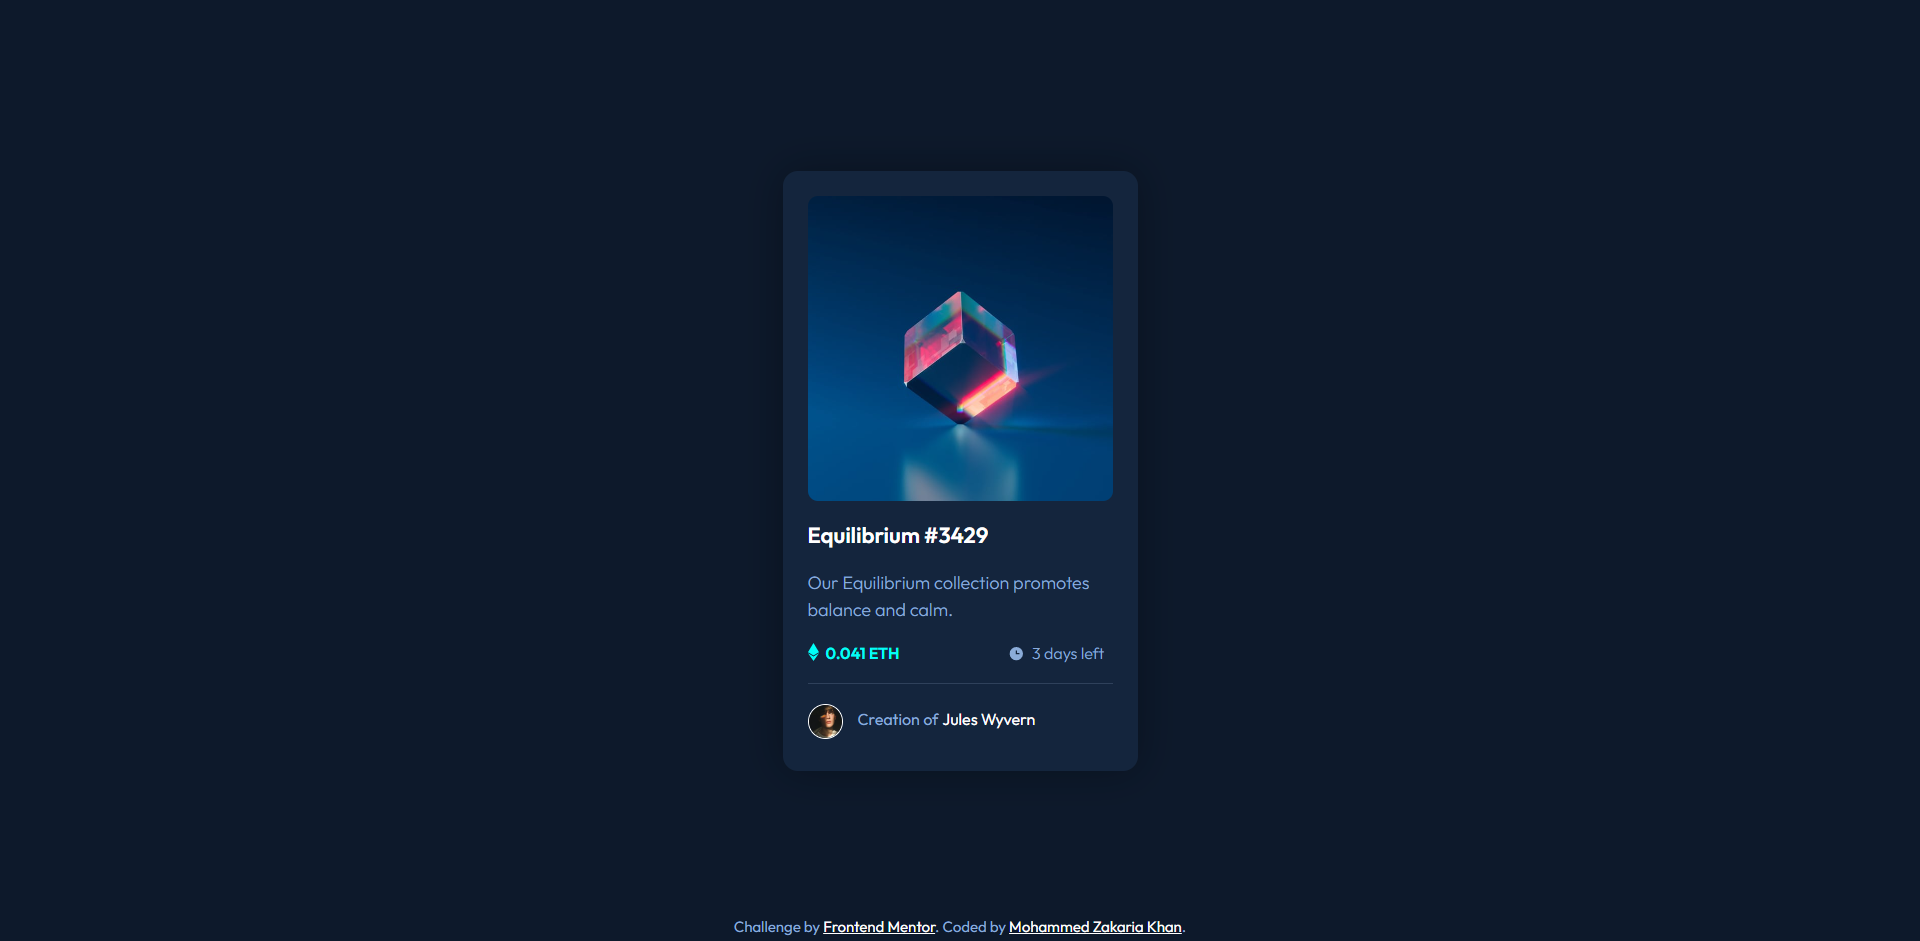 Equilibrium #3429
Our Equilibrium collection promotes
balance and calm.
0.041 ETH
3 days left
Creation of Jules Wyvern
Challenge by Frontend Mentor. Coded by Mohammed Zakaria Khan.